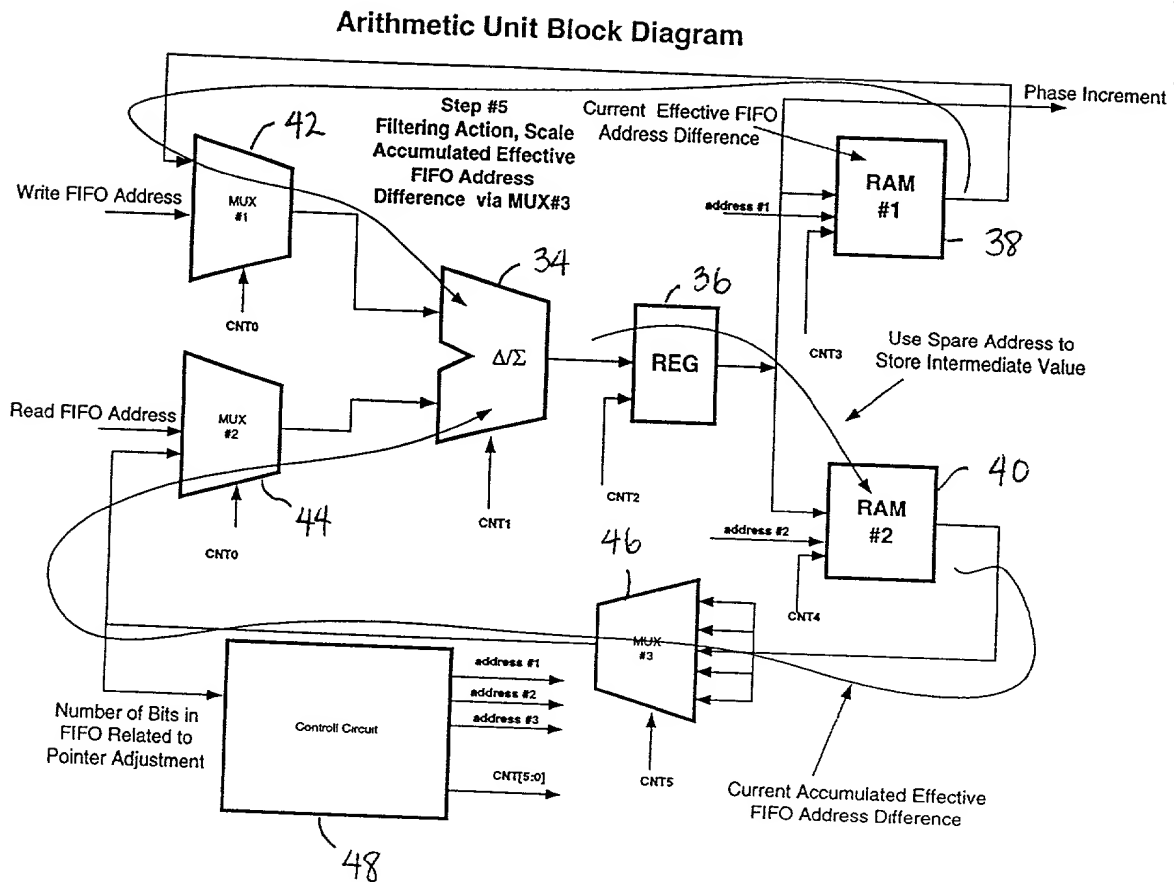 Arithmetic Unit Block Diagram
Phase Increment
Step #5
Filtering Action, Scale
Accumulated Effective
FIFO Address
Difference via MUX#3
Current Effective FIFO
Address Difference
42
Write FIFO Address
MUX
#1
CNT0
RAM
#1
address #1
38
CNT3
34
Δ/Σ
CNT1
36
REG
CNT2
Use Spare Address to
Store Intermediate Value
Read FIFO Address
MUX
#2
44
CNT0
40
RAM
#2
address #2
CNT4
46
MUX
#3
CNT5
Number of Bits in
FIFO Related to
Pointer Adjustment
Controll Circuit
address #1
address #2
address #3
CNT[5:0]
48
Current Accumulated Effective
FIFO Address Difference